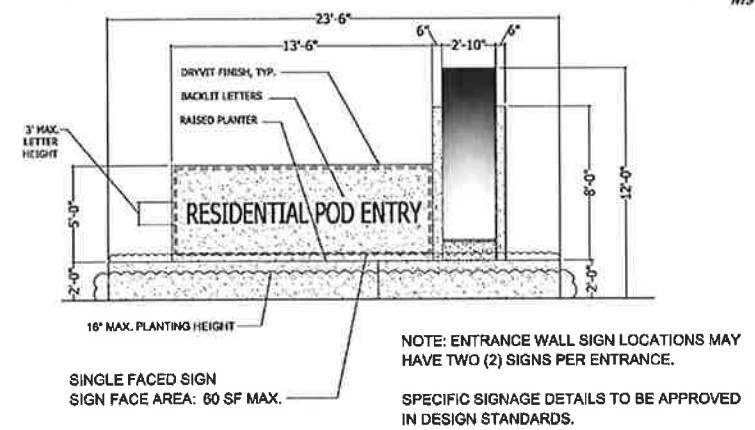 NTS
23'-6"
13'-6"
6"
2'-10"
6"
DRYVIT FINISH, TYP.
BACKLIT LETTERS
RAISED PLANTER
3' MAX.
LETTER
HEIGHT
5'-0"
2'-0"
RESIDENTIAL POD ENTRY
8'-0"
12'-0"
2'-0"
16" MAX. PLANTING HEIGHT
SINGLE FACED SIGN
SIGN FACE AREA: 60 SF MAX.
NOTE: ENTRANCE WALL SIGN LOCATIONS MAY
HAVE TWO (2) SIGNS PER ENTRANCE.
SPECIFIC SIGNAGE DETAILS TO BE APPROVED
IN DESIGN STANDARDS.